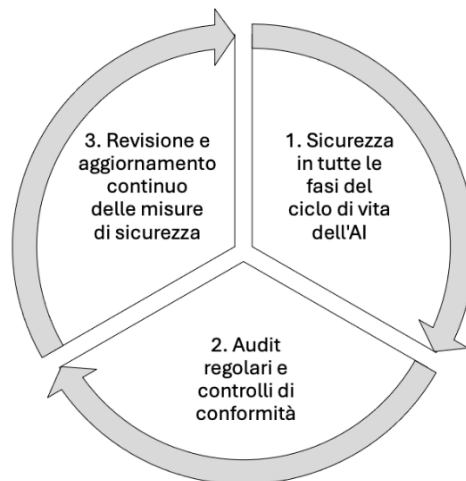 1. Sicurezza
in tutte le
fasi del
ciclo di vita
dell'AI
2. Audit
regolari e
controlli di
conformità
3. Revisione e
aggiornamento
continuo
delle misure
di sicurezza